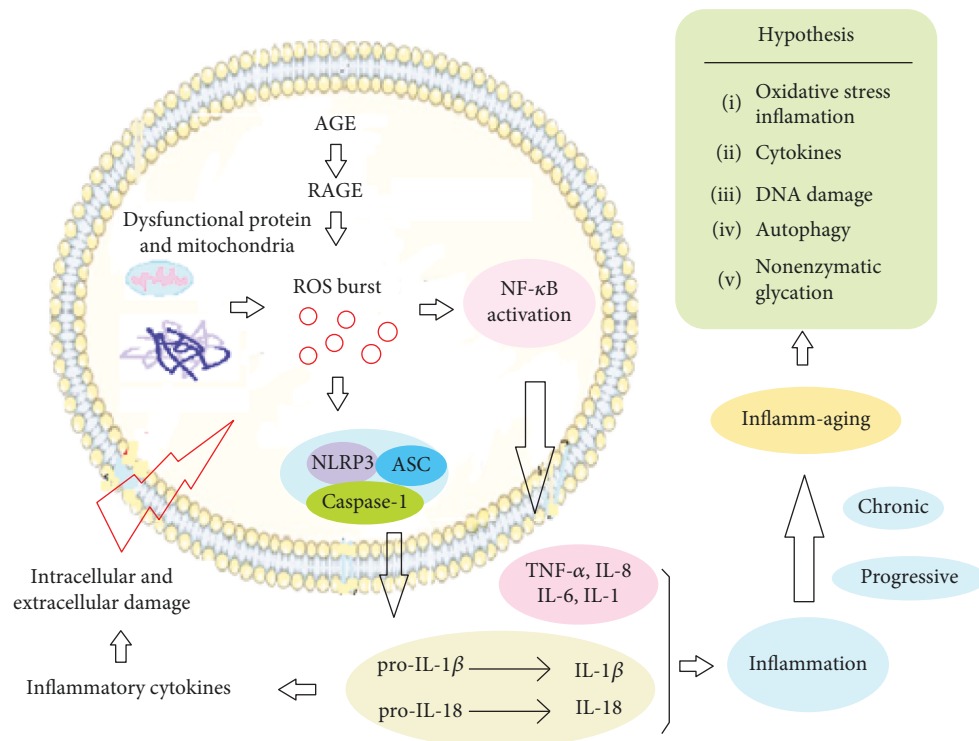 AGE
RAGE
Dysfunctional protein
and mitochondria
ROS burst
NF-κB
activation
NLRP3
ASC
Caspase-1
Intracellular and
extracellular damage
Inflammatory cytokines
TNF-α, IL-8
IL-6, IL-1
pro-IL-1β
IL-1β
pro-IL-18
IL-18
Inflammation
Chronic
Progressive
Inflamm-aging
Hypothesis
(i) Oxidative stress
inflamation
(ii) Cytokines
(iii) DNA damage
(iv) Autophagy
(v) Nonenzymatic
glycation